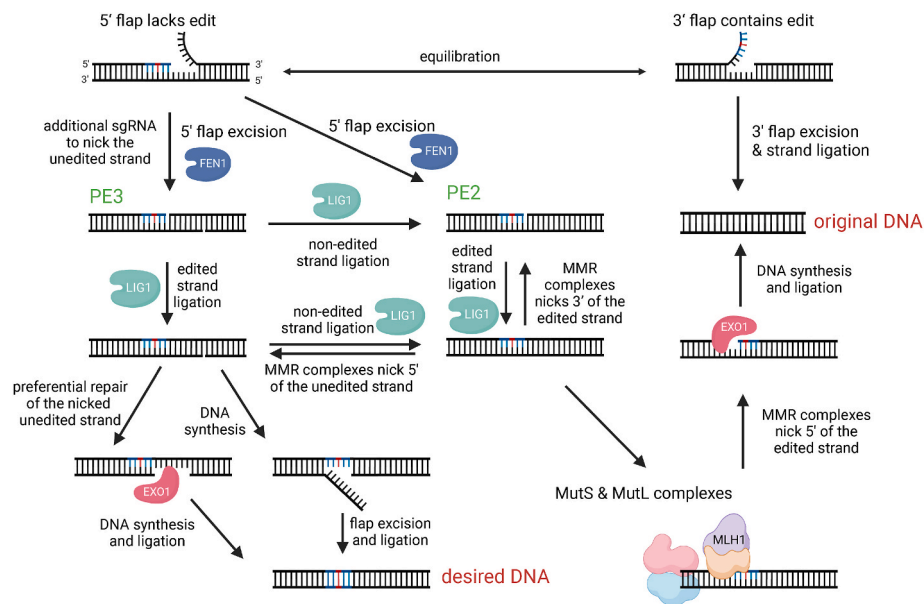 5' flap lacks edit
3' flap contains edit
5'
3'
3'
5'
equilibration
additional sgRNA
to nick the
unedited strand
5' flap excision
FEN1
5' flap excision
FEN1
3' flap excision
& strand ligation
PE3
LIG1
PE2
non-edited
strand ligation
original DNA
LIG1
edited
strand
ligation
non-edited
strand ligation
LIG1
edited
strand
ligation
LIG1
MMR
complexes
nicks 3' of the
edited strand
DNA synthesis
and ligation
EXO1
MMR complexes nick 5'
of the unedited strand
preferential repair
of the nicked
unedited strand
DNA
synthesis
MMR complexes
nick 5' of the
edited strand
EXO1
MutS & MutL complexes
DNA synthesis
and ligation
flap excision
and ligation
MLH1
desired DNA